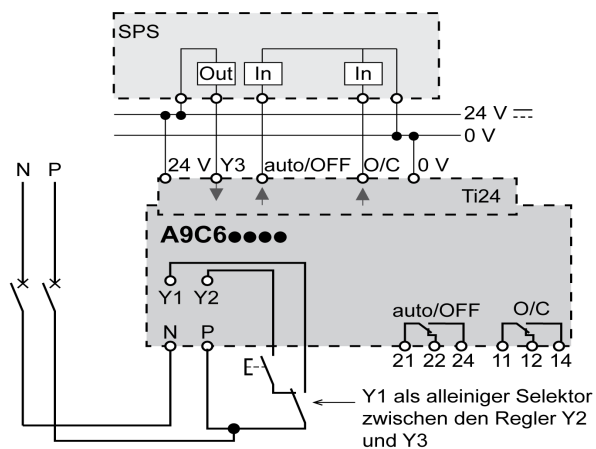 SPS
Out In In
24 V
0 V
24 V Y3 auto/OFF O/C 0 V
N P
Ti24
A9C6●●●●
Y1 Y2
auto/OFF O/C
N P
21 22 24 11 12 14
Y1 als alleiniger Selektor
zwischen den Regler Y2
und Y3